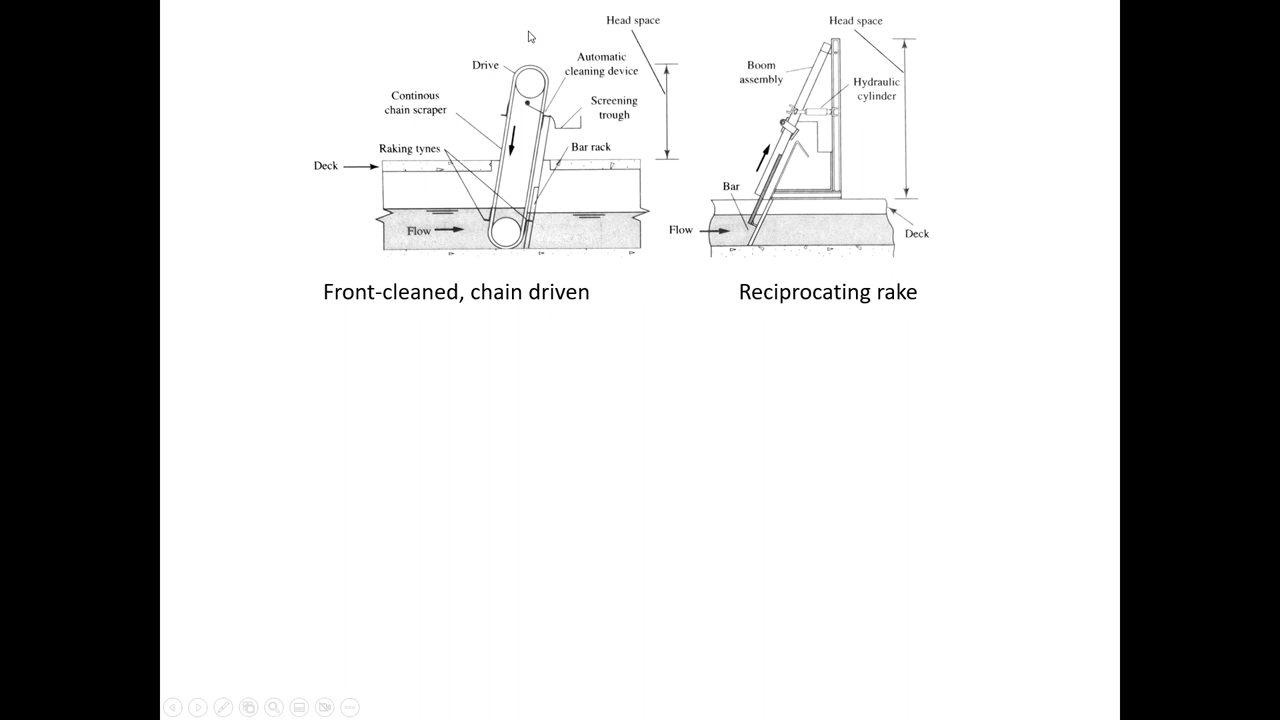 Head space
Drive
Automatic
cleaning device
Continous
chain scraper
Screening
trough
Raking tynes
Bar rack
Deck
Flow
Front-cleaned, chain driven
Head space
Boom
assembly
Hydraulic
cylinder
Bar
Flow
Deck
Reciprocating rake